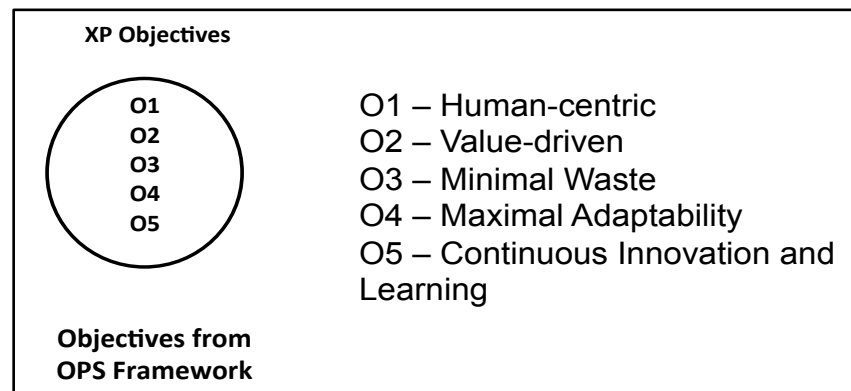 XP Objectives
O1
O2
O3
O4
O5
Objectives from
OPS Framework
O1 – Human-centric
O2 – Value-driven
O3 – Minimal Waste
O4 – Maximal Adaptability
O5 – Continuous Innovation and
Learning